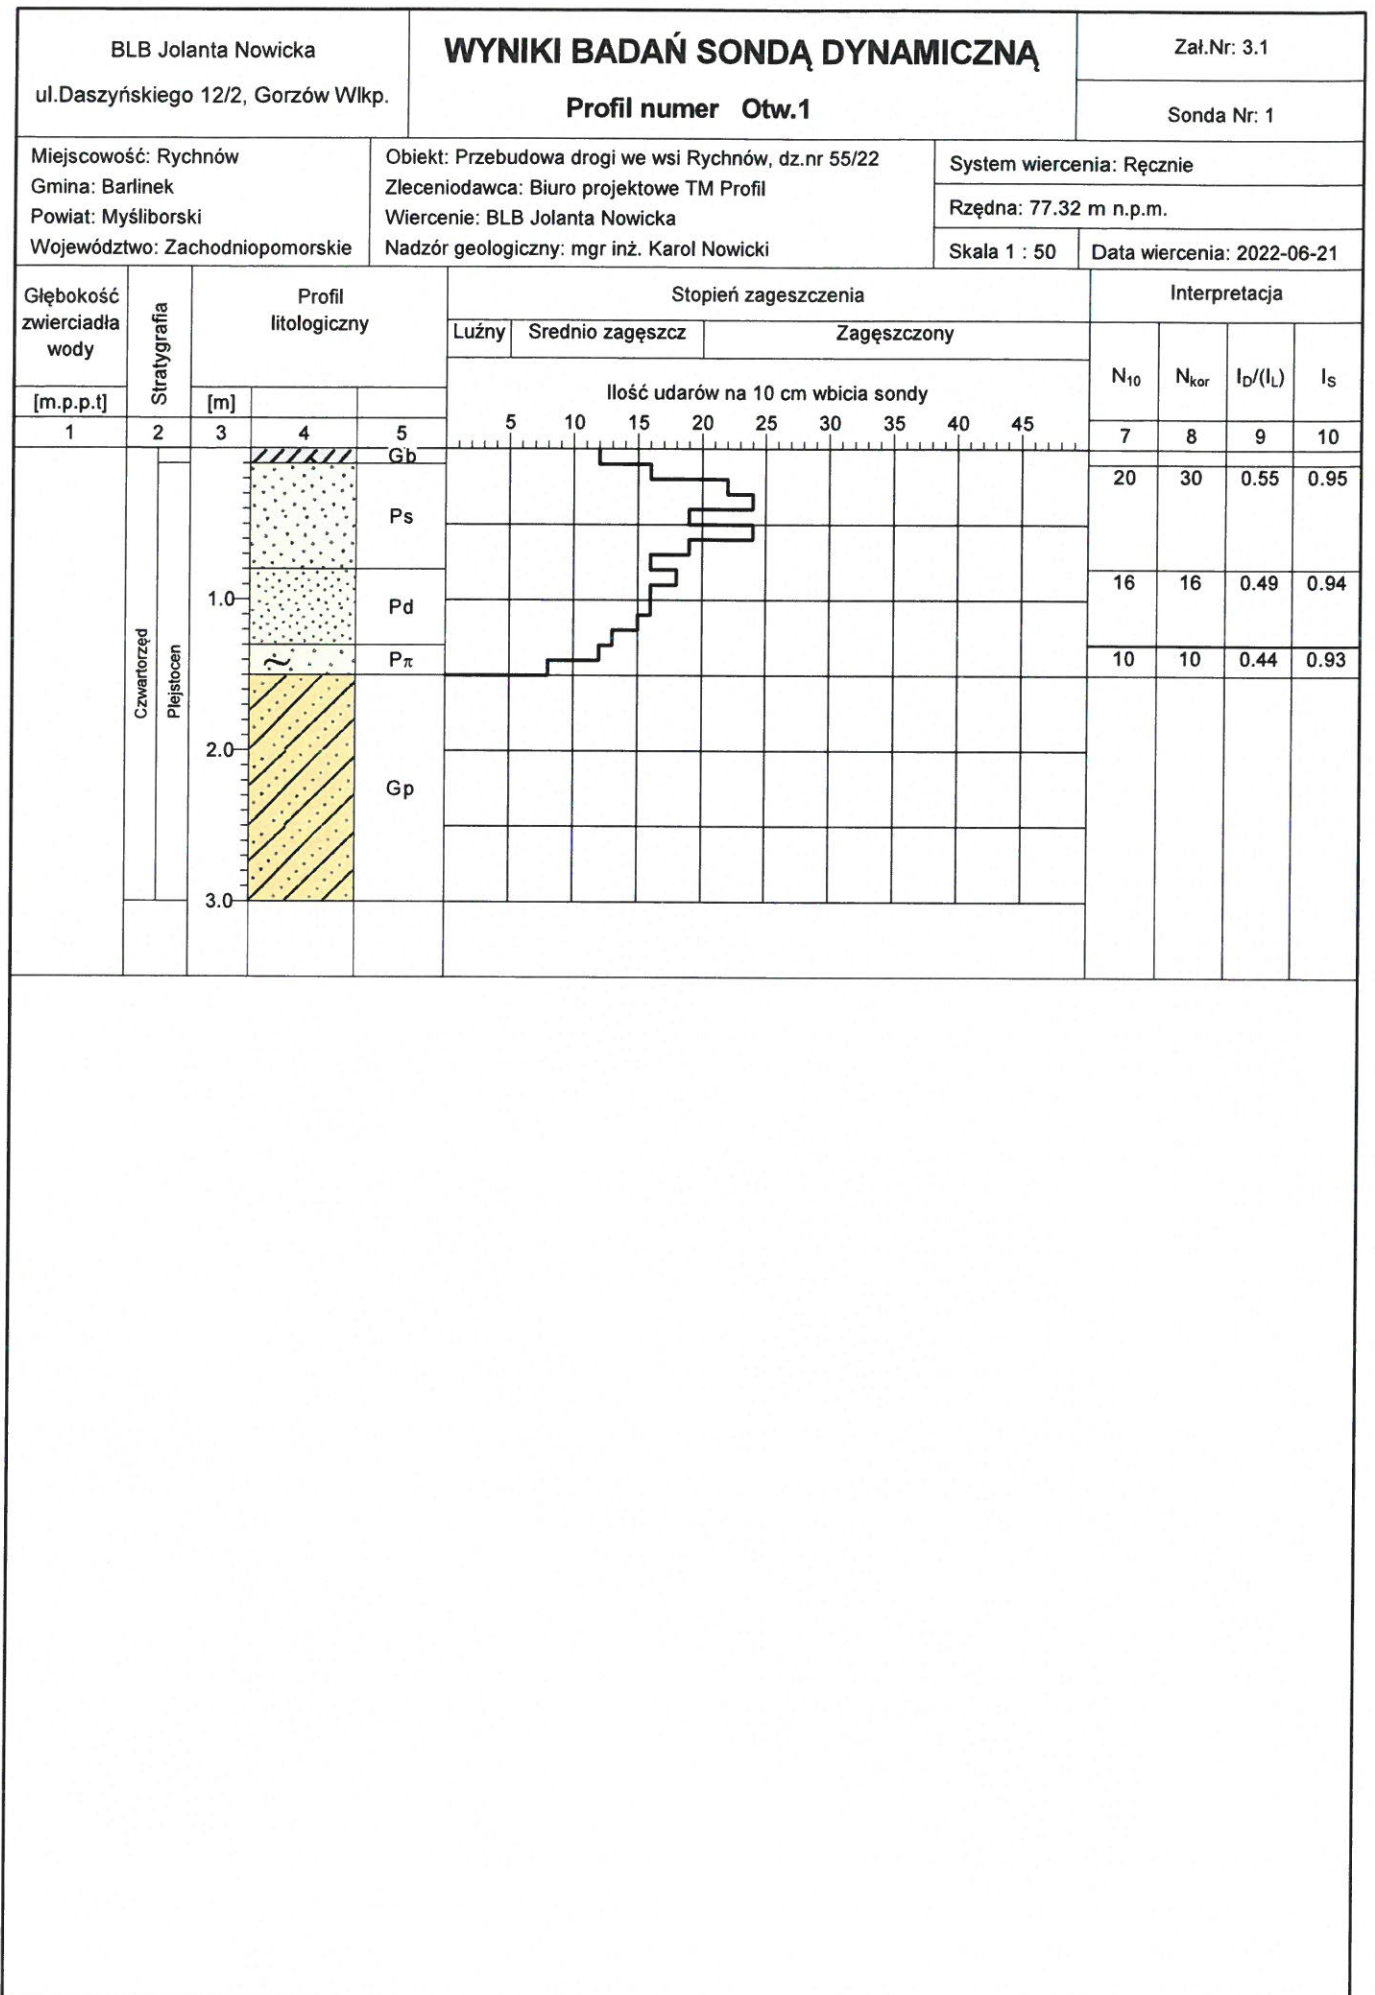 BLB Jolanta Nowicka
ul.Daszyńskiego 12/2, Gorzów Wlkp.
WYNIKI BADAŃ SONDĄ DYNAMICZNĄ
Profil numer Otw.1
Zał.Nr: 3.1
Sonda Nr: 1
Miejscowość: Rychnów
Gmina: Barlinek
Powiat: Myśliborski
Województwo: Zachodniopomorskie
Obiekt: Przebudowa drogi we wsi Rychnów, dz.nr 55/22
Zleceniodawca: Biuro projektowe TM Profil
Wiercenie: BLB Jolanta Nowicka
Nadzór geologiczny: mgr inż. Karol Nowicki
System wiercenia: Ręcznie
Rzędna: 77.32 m n.p.m.
Skala 1 : 50
Data wiercenia: 2022-06-21
Głębokość
zwierciadła
wody
[m.p.p.t]
Stratygrafia
Profil
litologiczny
[m]
Stopień zageszczenia
Luźny
Srednio zagęszcz
Zagęszczony
Ilość udarów na 10 cm wbicia sondy
5 10 15 20 25 30 35 40 45
Interpretacja
N10 Nkor ID/(IL) IS
1 2 3 4 5
7 8 9 10
Gb
20 30 0.55 0.95
Ps
16 16 0.49 0.94
1.0
Pd
10 10 0.44 0.93
Pπ
Czwartorzęd
Plejstocen
2.0
Gp
3.0